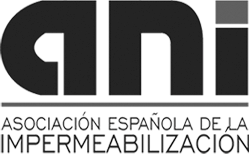 ani
ASOCIACIÓN ESPAÑOLA DE LA
IMPERMEABILIZACIÓN